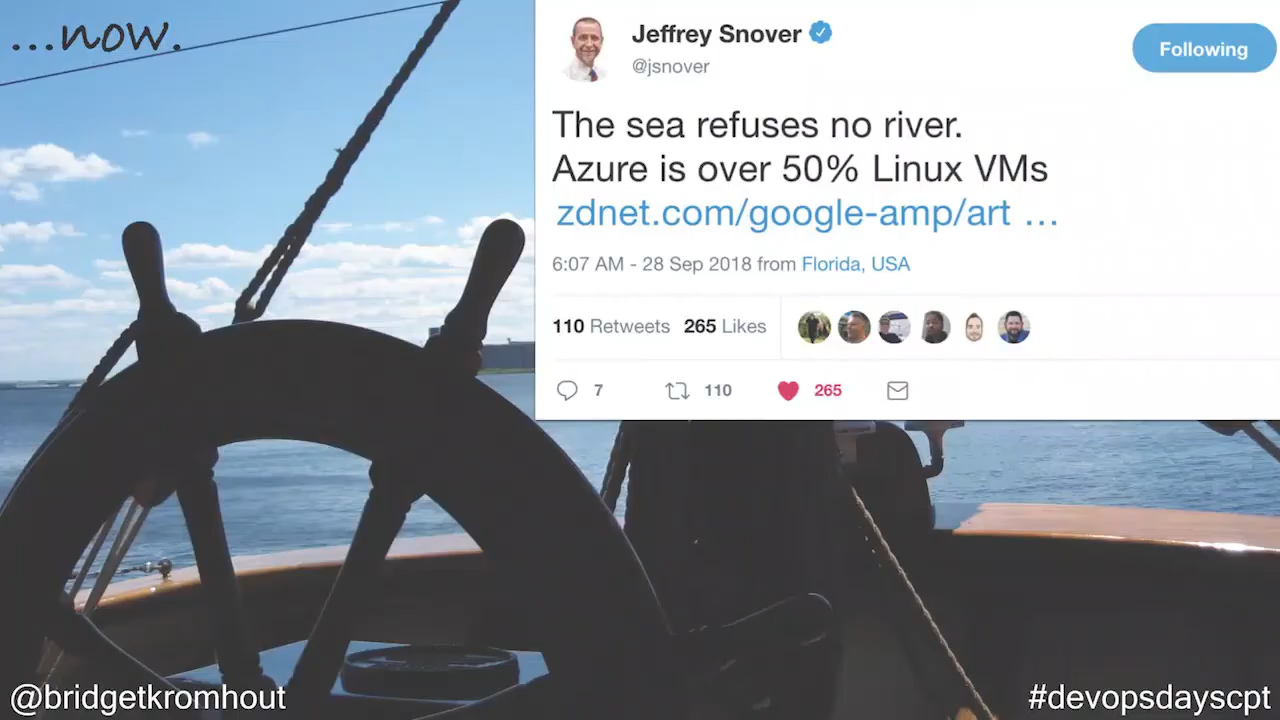 ...now.
Jeffrey Snover
@jsnover
Following
The sea refuses no river.
Azure is over 50% Linux VMs
zdnet.com/google-amp/art …
6:07 AM - 28 Sep 2018 from Florida, USA
110 Retweets 265 Likes
7 110 265
@bridgetkromhout
#devopsdayscpt